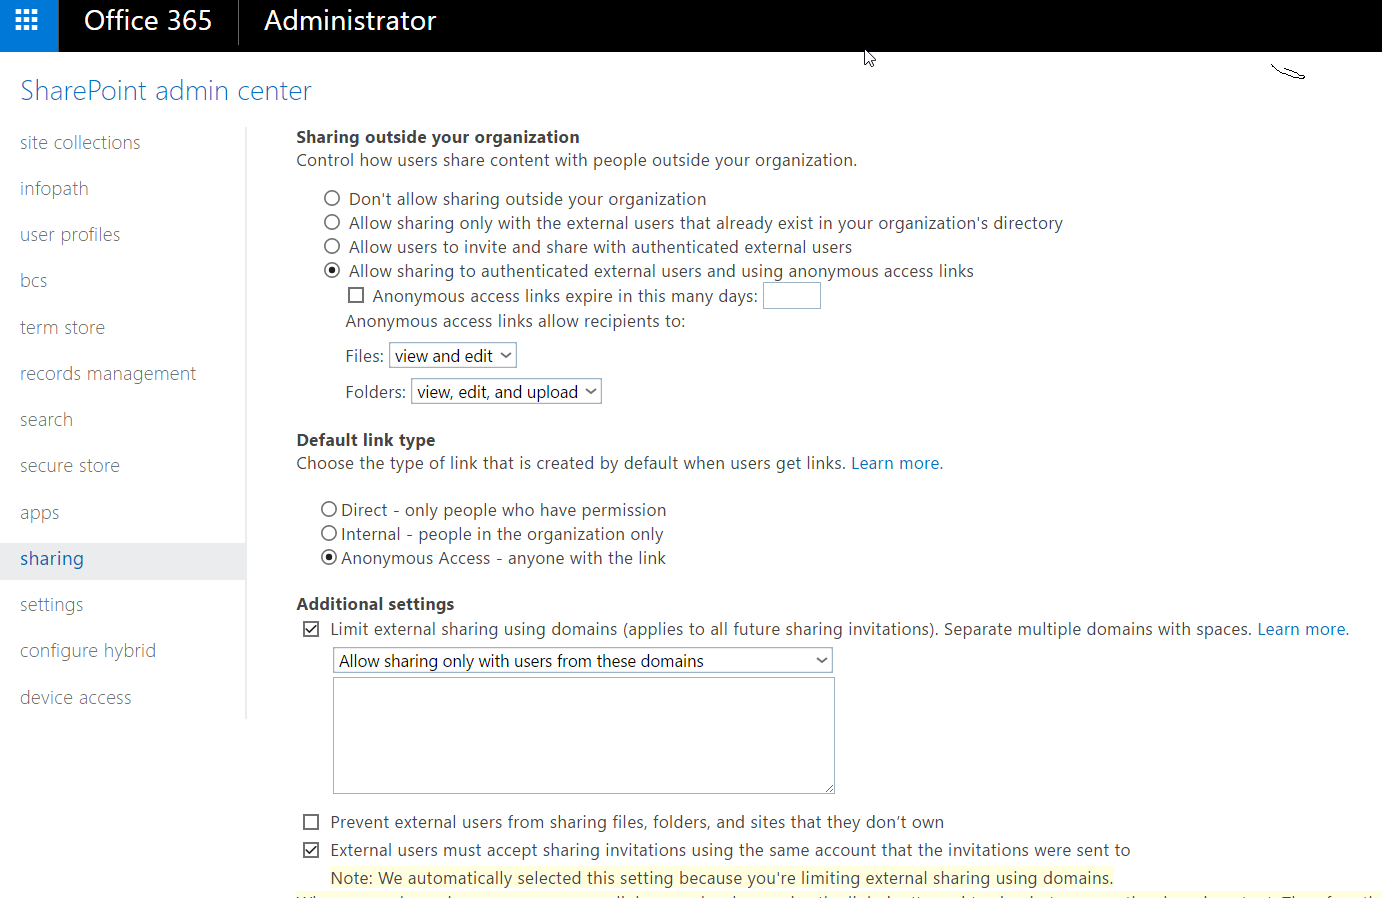 Office 365
Administrator
SharePoint admin center
site collections
infopath
user profiles
bcs
term store
records management
search
secure store
apps
sharing
settings
configure hybrid
device access
Sharing outside your organization
Control how users share content with people outside your organization.
Don't allow sharing outside your organization
Allow sharing only with the external users that already exist in your organization's directory
Allow users to invite and share with authenticated external users
Allow sharing to authenticated external users and using anonymous access links
Anonymous access links expire in this many days:
Anonymous access links allow recipients to:
Files: view and edit
Folders: view, edit, and upload
Default link type
Choose the type of link that is created by default when users get links. Learn more.
Direct - only people who have permission
Internal - people in the organization only
Anonymous Access - anyone with the link
Additional settings
Limit external sharing using domains (applies to all future sharing invitations). Separate multiple domains with spaces. Learn more.
Allow sharing only with users from these domains
Prevent external users from sharing files, folders, and sites that they don’t own
External users must accept sharing invitations using the same account that the invitations were sent to
Note: We automatically selected this setting because you're limiting external sharing using domains.